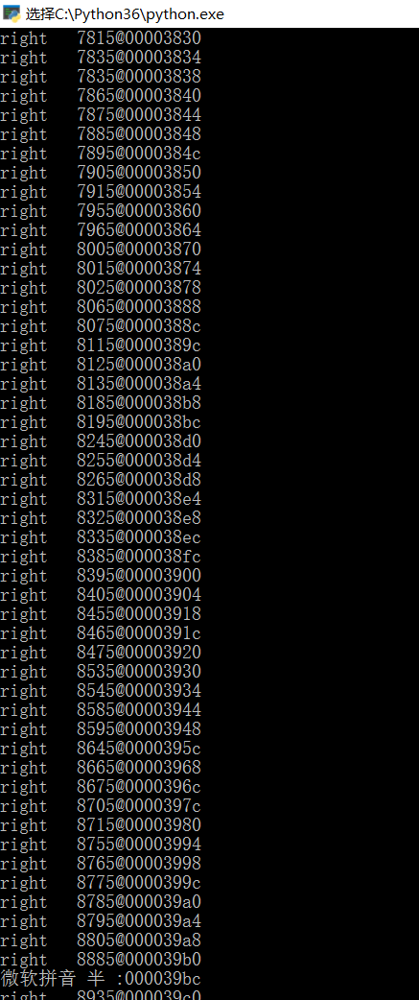 选择C:\Python36\python.exe
right 7815@00003830
right 7835@00003834
right 7835@00003838
right 7865@00003840
right 7875@00003844
right 7885@00003848
right 7895@0000384c
right 7905@00003850
right 7915@00003854
right 7955@00003860
right 7965@00003864
right 8005@00003870
right 8015@00003874
right 8025@00003878
right 8065@00003888
right 8075@0000388c
right 8115@0000389c
right 8125@000038a0
right 8135@000038a4
right 8185@000038b8
right 8195@000038bc
right 8245@000038d0
right 8255@000038d4
right 8265@000038d8
right 8315@000038e4
right 8325@000038e8
right 8335@000038ec
right 8385@000038fc
right 8395@00003900
right 8405@00003904
right 8455@00003918
right 8465@0000391c
right 8475@00003920
right 8535@00003930
right 8545@00003934
right 8585@00003944
right 8595@00003948
right 8645@0000395c
right 8665@00003968
right 8675@0000396c
right 8705@0000397c
right 8715@00003980
right 8755@00003994
right 8765@00003998
right 8775@0000399c
right 8785@000039a0
right 8795@000039a4
right 8805@000039a8
right 8885@000039b0
微软拼音 半 :000039bc
right 8935@000039c0